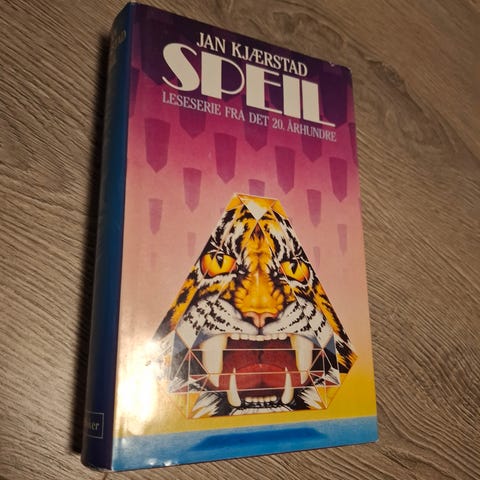 JAN KJÆRSTAD
SPEIL
LESESERIE FRA DET 20. ÅRHUNDRE